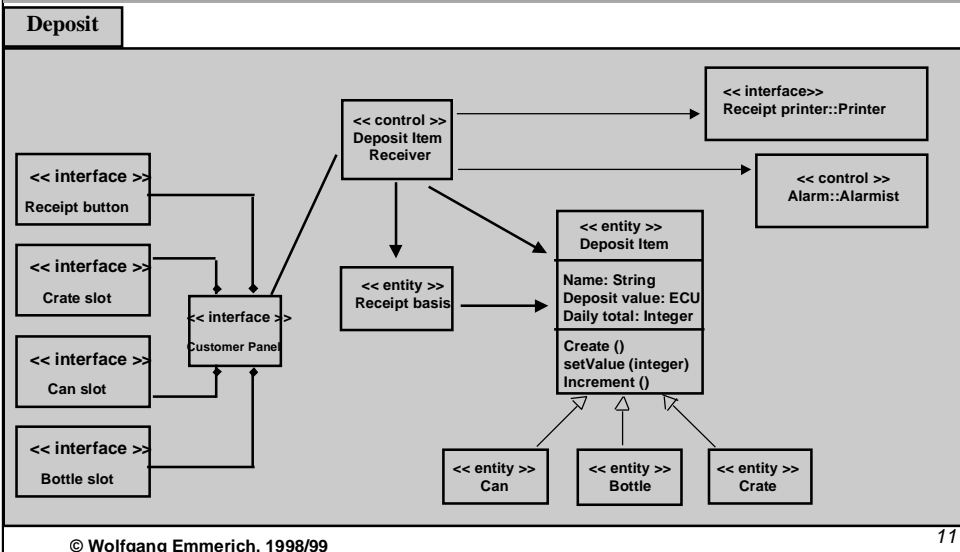 Deposit
<< interface>>
Receipt printer::Printer
<< control >>
Deposit Item
Receiver
<< control >>
Alarm::Alarmist
<< interface >>
Receipt button
<< interface >>
Crate slot
<< interface >>
Can slot
<< interface >>
Bottle slot
<< interface >>
Customer Panel
<< entity >>
Receipt basis
<< entity >>
Deposit Item
Name: String
Deposit value: ECU
Daily total: Integer
Create ()
setValue (integer)
Increment ()
<< entity >>
Can
<< entity >>
Bottle
<< entity >>
Crate
© Wolfgang Emmerich, 1998/99
11